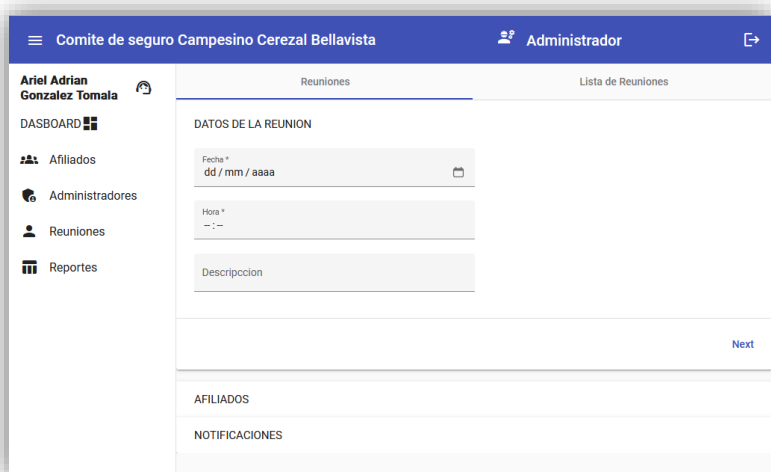 Comite de seguro Campesino Cerezal Bellavista
Administrador
Ariel Adrian
Gonzalez Tomala
DASBOARD
Afiliados
Administradores
Reuniones
Reportes
Reuniones
Lista de Reuniones
DATOS DE LA REUNION
Fecha *
dd / mm / aaaa
Hora *
-- : --
Descripccion
Next
AFILIADOS
NOTIFICACIONES